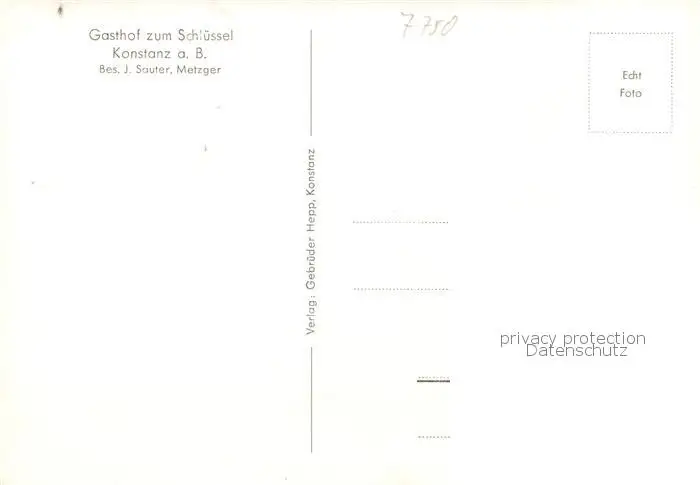 Gasthof zum Schlüssel
Konstanz a. B.
Bes. J. Sauter, Metzger
7750
Echt
Foto
Verlag: Gebrüder Hepp, Konstanz
privacy protection
Datenschutz